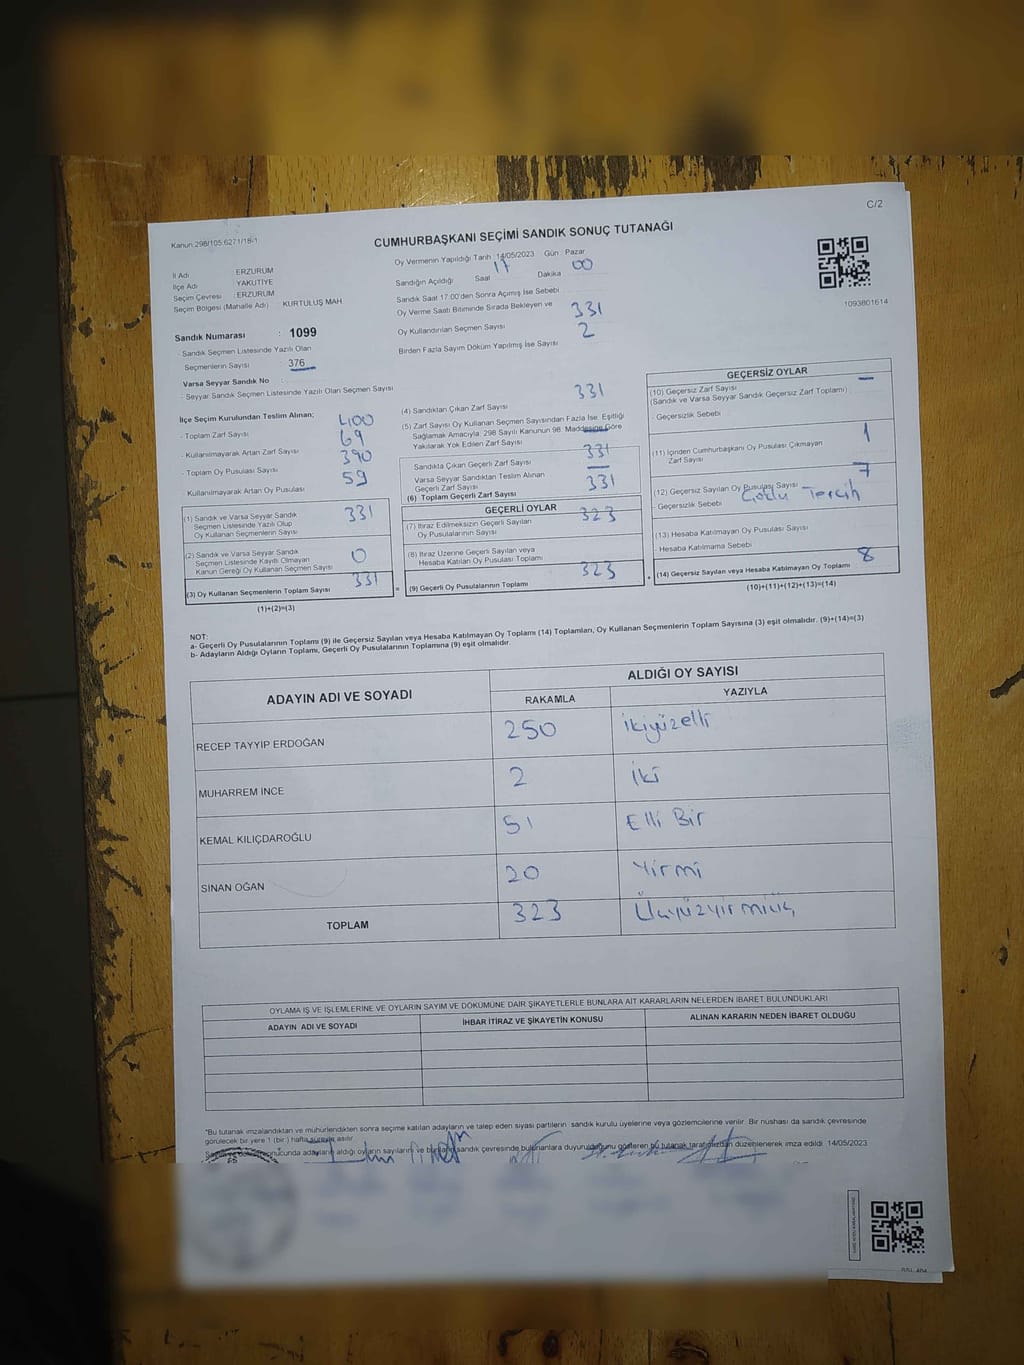 C/2
Kanun:298/105.6271/18-1
CUMHURBAŞKANI SEÇİMİ SANDIK SONUÇ TUTANAĞI
İl Adı : ERZURUM
İlçe Adı : YAKUTİYE
Seçim Çevresi : ERZURUM
Seçim Bölgesi (Mahalle Adı) : KURTULUŞ MAH
Sandık Numarası : 1099
Sandık Seçmen Listesinde Yazılı Olan
Seçmenlerin Sayısı : 376
Varsa Seyyar Sandık No :
- Seyyar Sandık Seçmen Listesinde Yazılı Olan Seçmen Sayısı
Oy Vermenin Yapıldığı Tarih :14/05/2023 Gün : Pazar
Sandığın Açıldığı Saat 17 Dakika 00
Sandık Saat 17:00'den Sonra Açımış İse Sebebi
Oy Verme Saati Bitiminde Sırada Bekleyen ve
Oy Kullandırılan Seçmen Sayısı 331
Birden Fazla Sayım Döküm Yapılmış İse Sayısı 2
1093801614
İlçe Seçim Kurulundan Teslim Alınan;
- Toplam Zarf Sayısı 400
- Kullanılmayarak Artan Zarf Sayısı 69
- Toplam Oy Pusulası Sayısı 390
Kullanılmayarak Artan Oy Pusulası 59
(1) Sandık ve Varsa Seyyar Sandık
Seçmen Listesinde Yazılı Olup
Oy Kullanan Seçmenlerin Sayısı 331
(2) Sandık ve Varsa Seyyar Sandık
Seçmen Listesinde Kayıtlı Olmayan
Kanun Gereği Oy Kullanan Seçmen Sayısı 0
(3) Oy Kullanan Seçmenlerin Toplam Sayısı 331
(1)+(2)=(3)
(4) Sandıktan Çıkan Zarf Sayısı 331
(5) Zarf Sayısı Oy Kullanan Seçmen Sayısından Fazla İse, Eşitliği
Sağlamak Amacıyla; 298 Sayılı Kanunun 98. Maddesine Göre
Yakılarak Yok Edilen Zarf Sayısı
Sandıkta Çıkan Geçerli Zarf Sayısı 331
Varsa Seyyar Sandıktan Teslim Alınan
Geçerli Zarf Sayısı —
(6) Toplam Geçerli Zarf Sayısı 331
GEÇERLİ OYLAR
(7) İtiraz Edilmeksizin Geçerli Sayılan
Oy Pusulalarının Sayısı 323
(8) İtiraz Üzerine Geçerli Sayılan veya
Hesaba Katılan Oy Pusulası Toplamı
= (9) Geçerli Oy Pusulalarının Toplamı 323
GEÇERSİZ OYLAR
(10) Geçersiz Zarf Sayısı —
(Sandık ve Varsa Seyyar Sandık Geçersiz Zarf Toplamı)
- Geçersizlik Sebebi
(11) İçinden Cumhurbaşkanı Oy Pusulası Çıkmayan
Zarf Sayısı 1
(12) Geçersiz Sayılan Oy Pusulası Sayısı 7
- Geçersizlik Sebebi Çoklu Tercih
(13) Hesaba Katılmayan Oy Pusulası Sayısı
- Hesaba Katılmama Sebebi
+ (14) Geçersiz Sayılan veya Hesaba Katılmayan Oy Toplamı 8
(10)+(11)+(12)+(13)=(14)
NOT:
a- Geçerli Oy Pusulalarının Toplamı (9) ile Geçersiz Sayılan veya Hesaba Katılmayan Oy Toplamı (14) Toplamları, Oy Kullanan Seçmenlerin Toplam Sayısına (3) eşit olmalıdır. (9)+(14)=(3)
b- Adayların Aldığı Oyların Toplamı, Geçerli Oy Pusulalarının Toplamına (9) eşit olmalıdır.
ADAYIN ADI VE SOYADI ALDIĞI OY SAYISI
RAKAMLA YAZIYLA
RECEP TAYYİP ERDOĞAN 250 İkiyüzelli
MUHARREM İNCE 2 İki
KEMAL KILIÇDAROĞLU 51 Elli Bir
SİNAN OĞAN 20 Yirmi
TOPLAM 323 Üçyüzyirmiüç
OYLAMA İŞ VE İŞLEMLERİNE VE OYLARIN SAYIM VE DÖKÜMÜNE DAİR ŞİKAYETLERLE BUNLARA AİT KARARLARIN NELERDEN İBARET BULUNDUKLARI
ADAYIN ADI VE SOYADI İHBAR İTİRAZ VE ŞİKAYETİN KONUSU ALINAN KARARIN NEDEN İBARET OLDUĞU
*Bu tutanak imzalandıktan ve mühürlendikten sonra seçime katılan adayların ve talep eden siyasi partilerin sandık kurulu üyelerine veya gözlemcilerine verilir. Bir nüshası da sandık çevresinde
görülecek bir yere 1 (bir ) hafta süreyle asılır.
sonucunda adayların aldığı oyların sayılarını ve bunların sandık çevresinde bulunanlara duyurulduğunu gösteren bu tutanak tarafımızdan düzenlenerek imza edildi. 14/05/2023